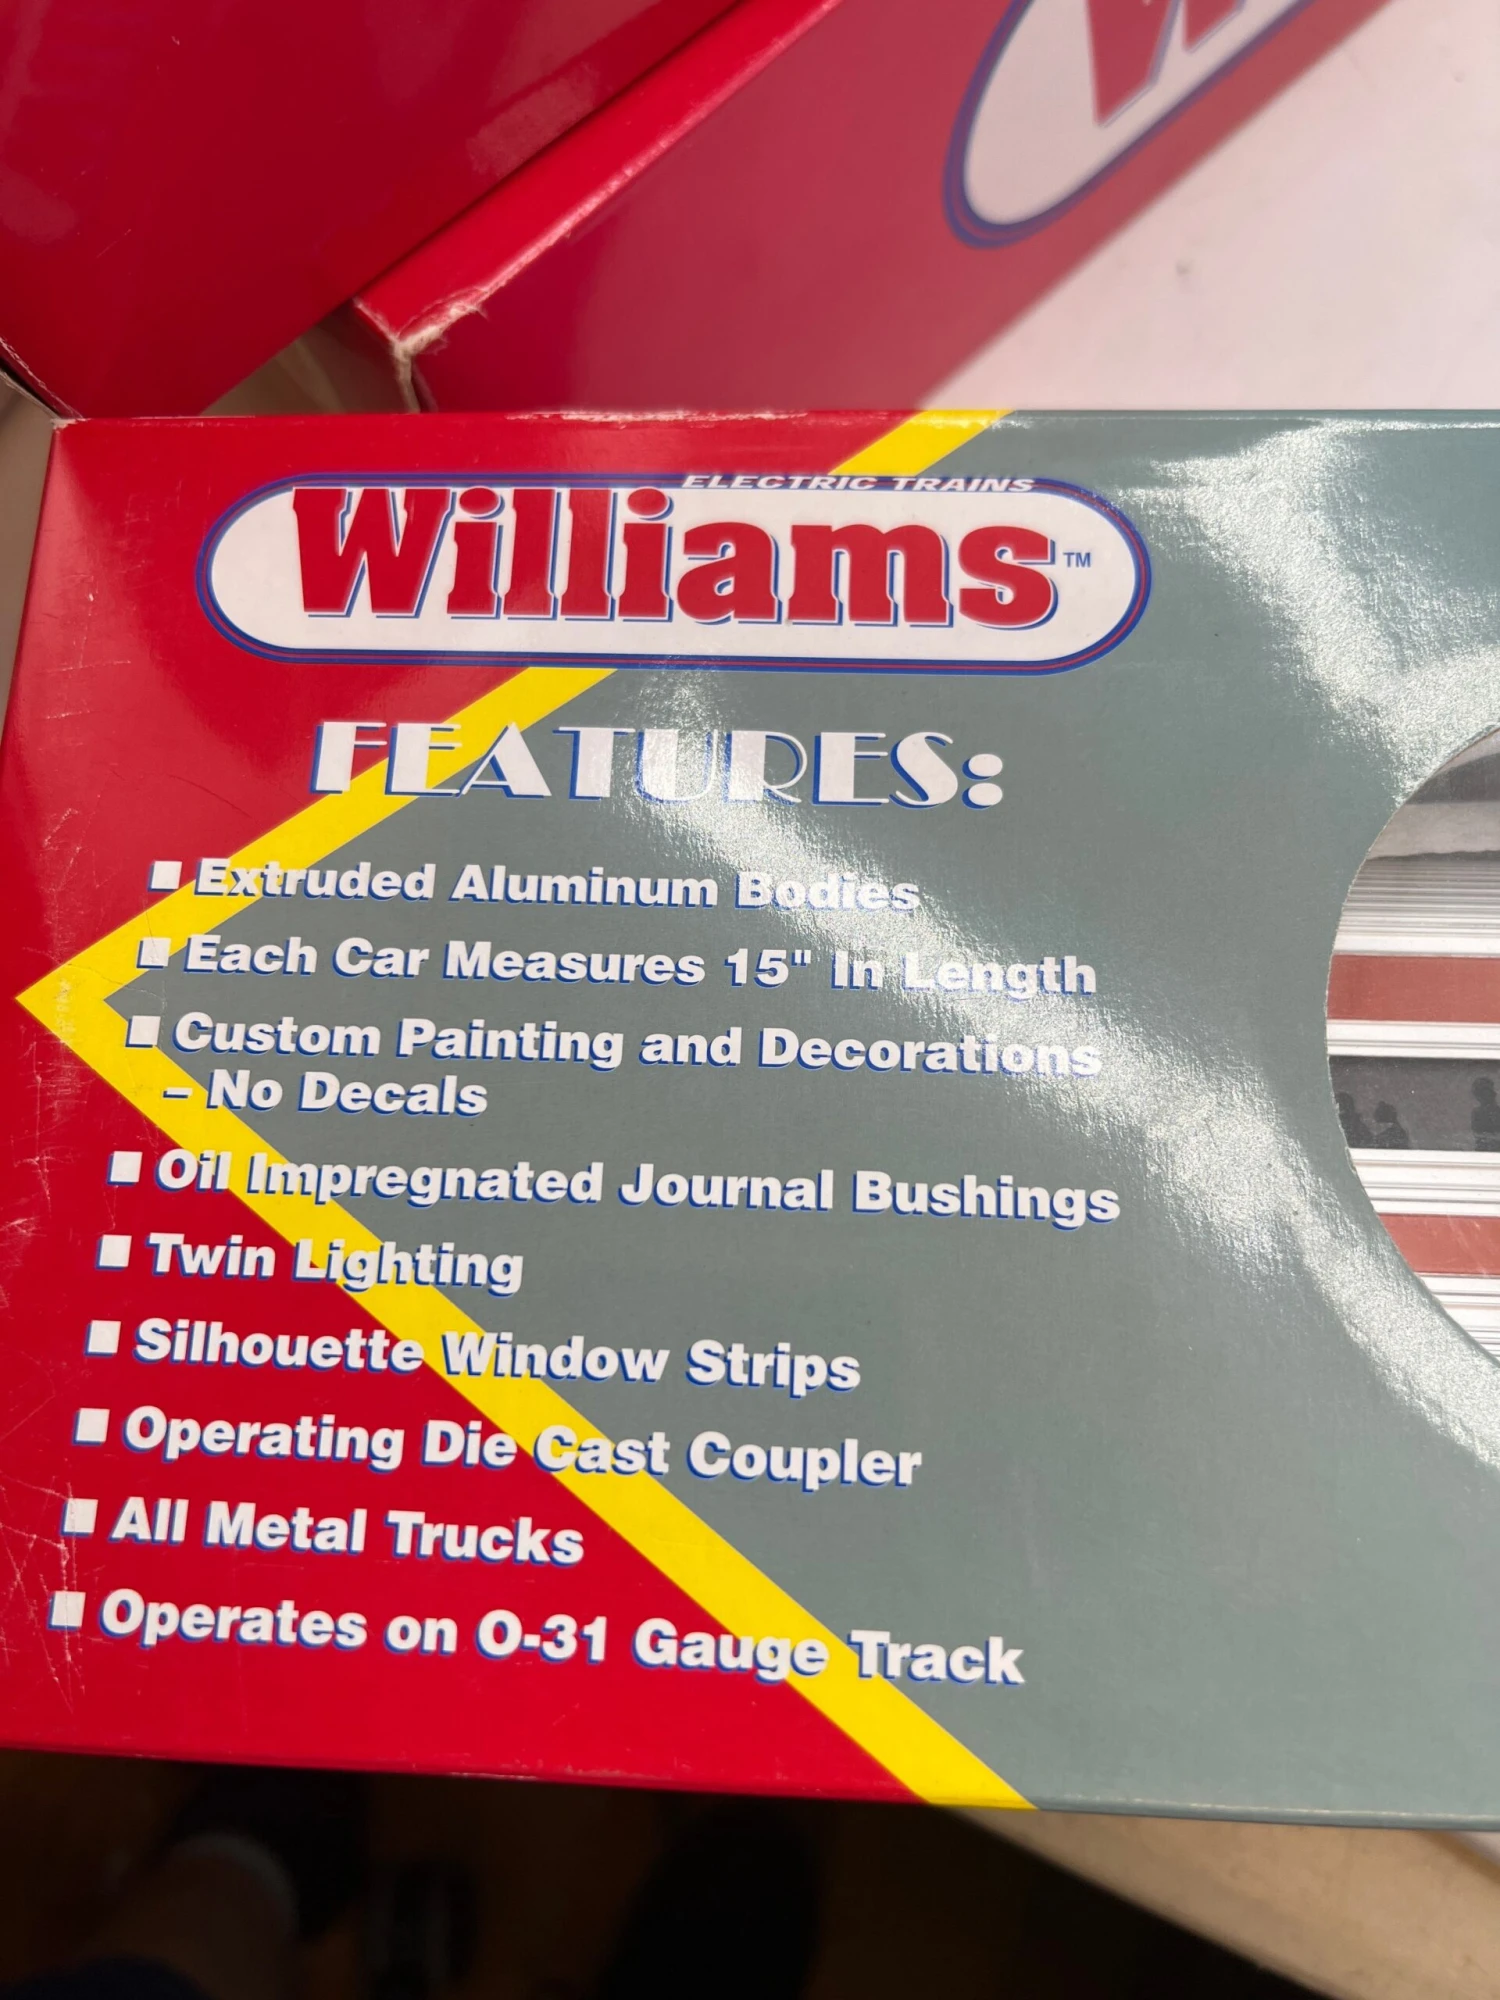 W
ELECTRIC TRAINS
Williams™
FEATURES:
■ Extruded Aluminum Bodies
■ Each Car Measures 15" In Length
■ Custom Painting and Decorations
– No Decals
■ Oil Impregnated Journal Bushings
■ Twin Lighting
■ Silhouette Window Strips
■ Operating Die Cast Coupler
■ All Metal Trucks
■ Operates on O-31 Gauge Track